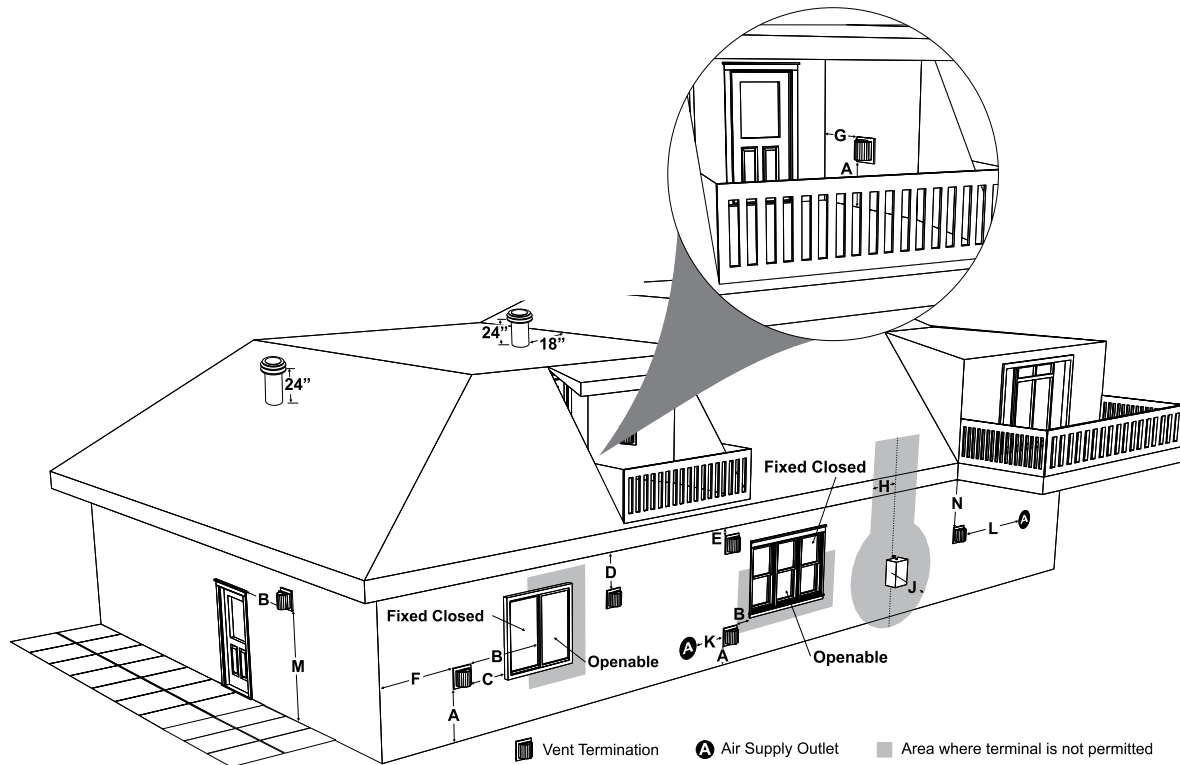 G
A
24”
18”
24”
Fixed Closed
H
N
L
A
E
D
J
B
Fixed Closed
B
K
A
A
Openable
B
Openable
M
F
C
A
Vent Termination
A Air Supply Outlet
Area where terminal is not permitted